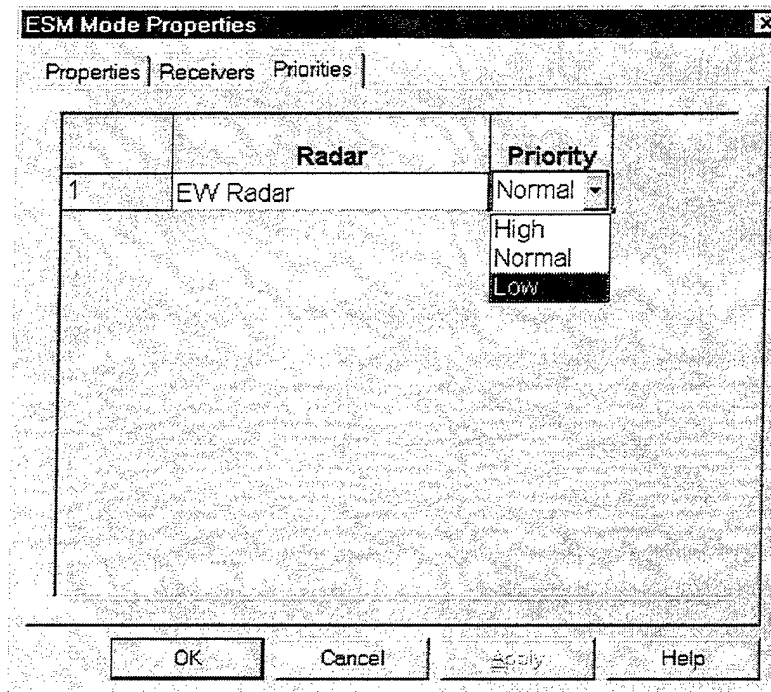 ESM Mode Properties
Properties Receivers Priorities
Radar Priority
1 EW Radar Normal
High
Normal
Low
OK Cancel Apply Help